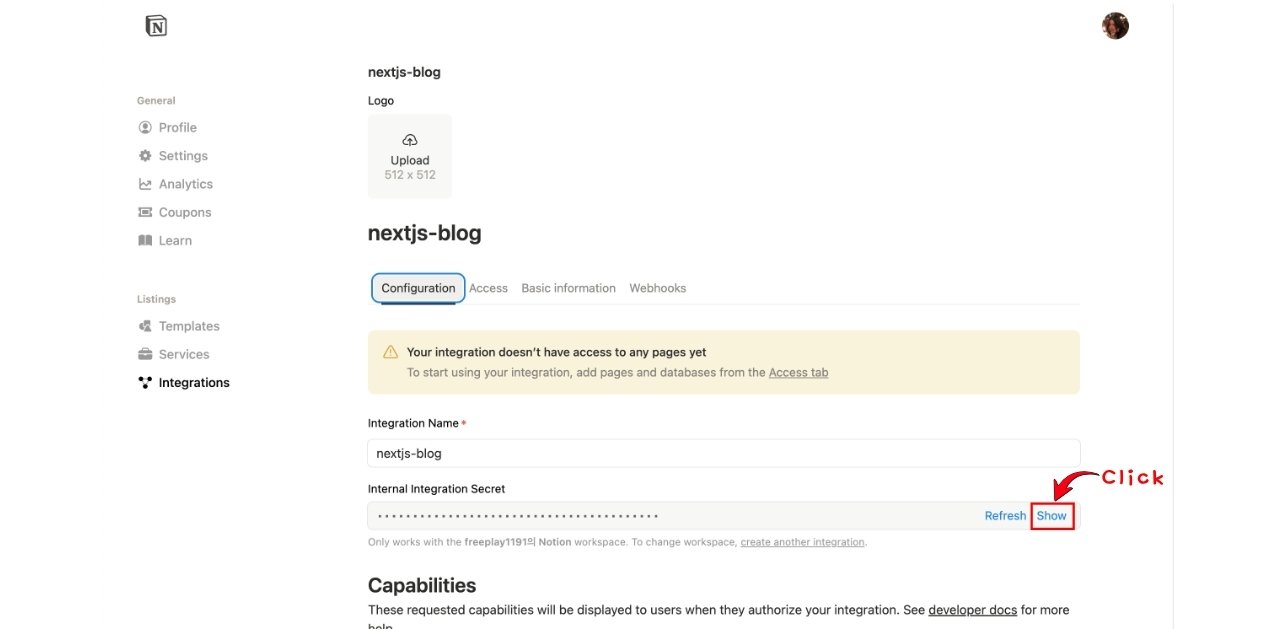 N
nextjs-blog
Logo
Upload
512 x 512
General
Profile
Settings
Analytics
Coupons
Learn
Listings
Templates
Services
Integrations
nextjs-blog
Configuration Access Basic information Webhooks
Your integration doesn't have access to any pages yet
To start using your integration, add pages and databases from the Access tab
Integration Name *
nextjs-blog
Internal Integration Secret
Refresh Show
Click
Only works with the freeplay1191의 Notion workspace. To change workspace, create another integration.
Capabilities
These requested capabilities will be displayed to users when they authorize your integration. See developer docs for more
help.